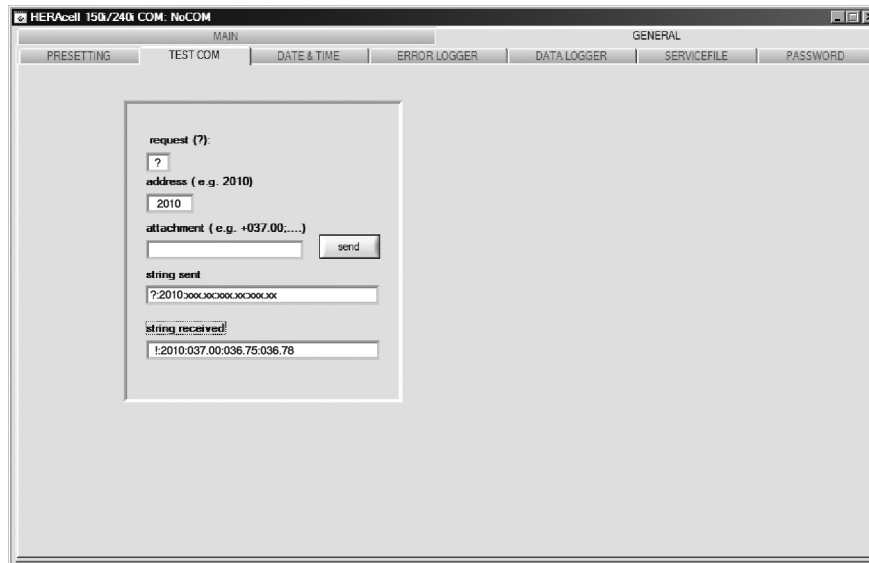 HERAcell 150i/240i COM: NoCOM
MAIN GENERAL
PRESETTING TEST COM DATE & TIME ERROR LOGGER DATA LOGGER SERVICEFILE PASSWORD
request (?):
?
address ( e.g. 2010)
2010
attachment ( e.g. +037.00;....)
send
string sent
?:2010:xxx.xx:xxx.xx:xxx.xx
string received
!:2010:037.00:036.75:036.78